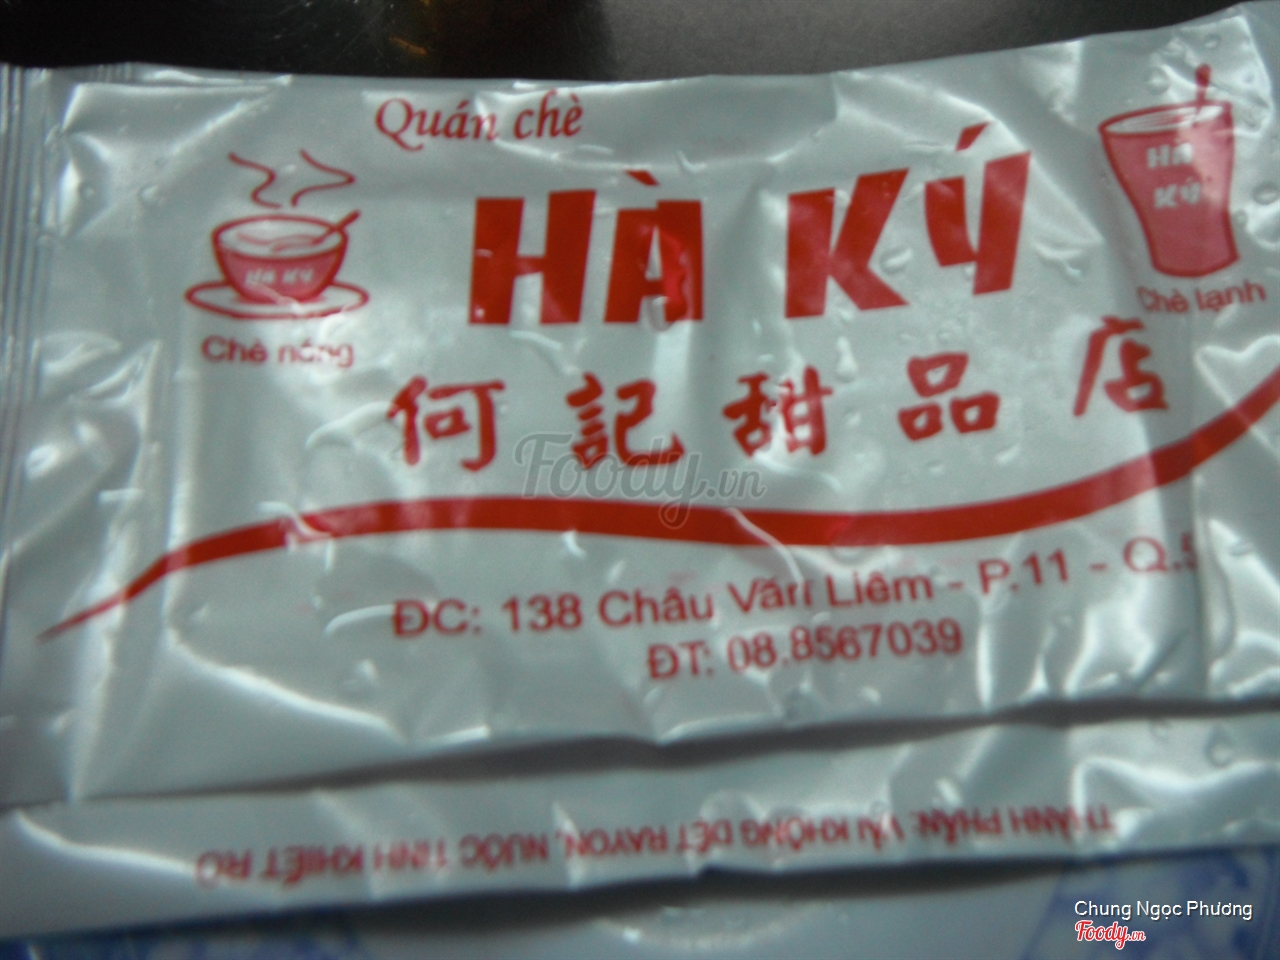 Quán chè
HÀ KÝ
HÀ KÝ
HÀ
KÝ
Chè nóng
Chè lạnh
何記甜品店
Foody.vn
ĐC: 138 Châu Văn Liêm - P.11 - Q.5
ĐT: 08.8567039
THÀNH PHẦN: VẢI KHÔNG DỆT RAYON, NƯỚC TINH KHIẾT RO
Chung Ngọc Phương
Foody.vn